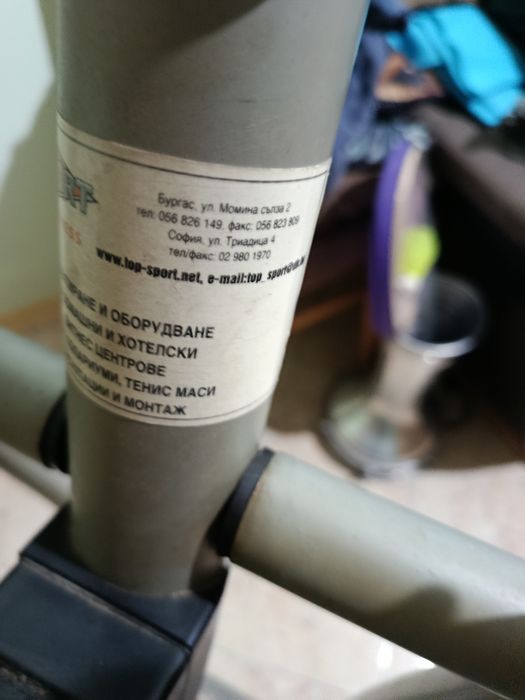 Бургас, ул. Момина сълза 2
тел: 056 826 149, факс: 056 823 809
София, ул. Триадица 4
тел/факс: 02 980 1970
www.top-sport.net, e-mail:top_sport@
И ОБОРУДВАНЕ
И ХОТЕЛСКИ
ЦЕНТРОВЕ
ТЕНИС МАСИ
И МОНТАЖ